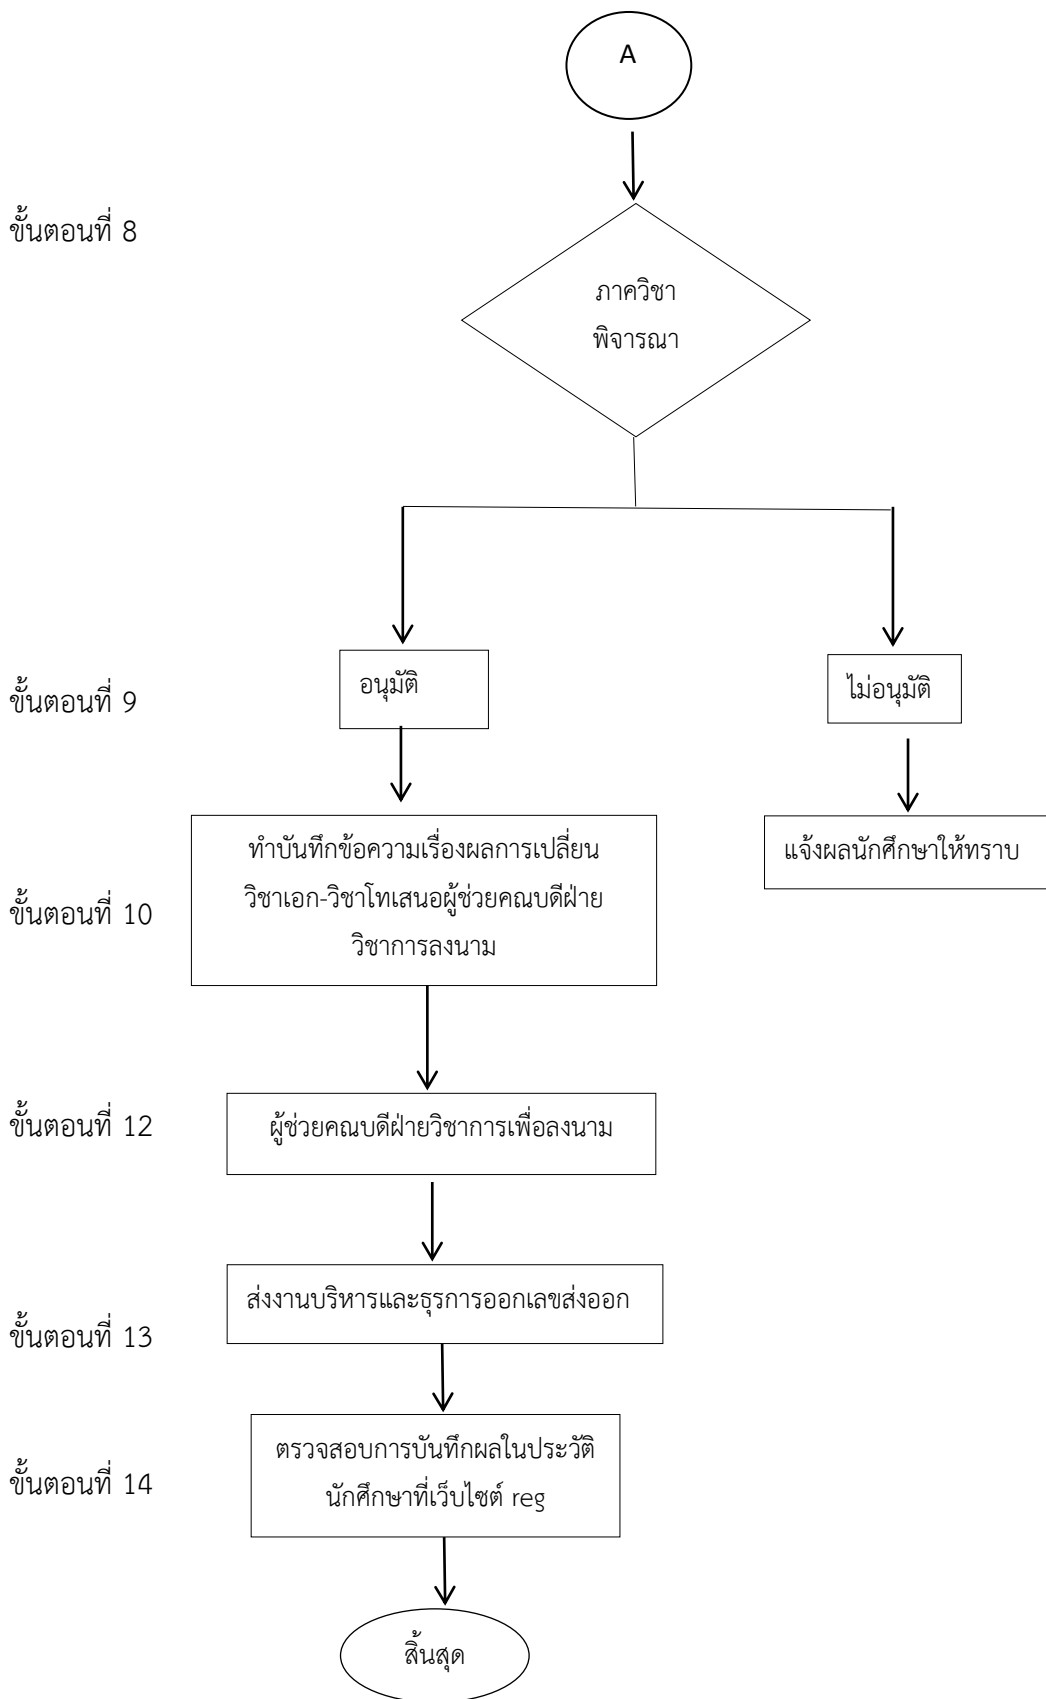 A
ขั้นตอนที่ 8
ภาควิชา
พิจารณา
ขั้นตอนที่ 9
อนุมัติ
ไม่อนุมัติ
ขั้นตอนที่ 10
ทำบันทึกข้อความเรื่องผลการเปลี่ยน
วิชาเอก-วิชาโทเสนอผู้ช่วยคณบดีฝ่าย
วิชาการลงนาม
แจ้งผลนักศึกษาให้ทราบ
ขั้นตอนที่ 12
ผู้ช่วยคณบดีฝ่ายวิชาการเพื่อลงนาม
ขั้นตอนที่ 13
ส่งงานบริหารและธุรการออกเลขส่งออก
ขั้นตอนที่ 14
ตรวจสอบการบันทึกผลในประวัติ
นักศึกษาที่เว็บไซต์ reg
สิ้นสุด